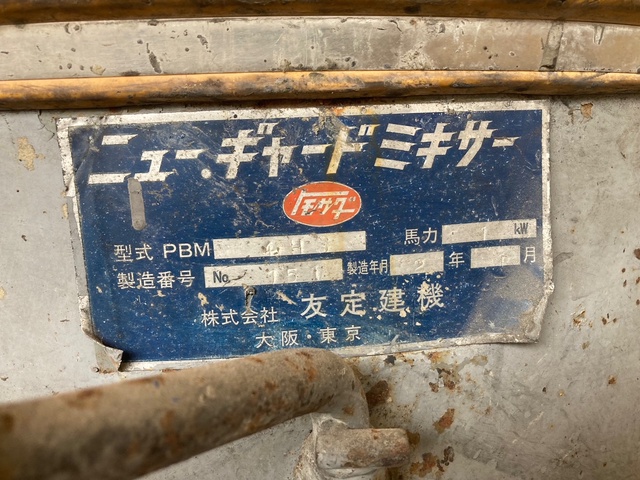 ニュー.ギャードミキサー
トモサダ
型式 PBM 馬力 1 kW
製造番号 No 製造年月 年 月
株式会社 友定建機
大阪・東京